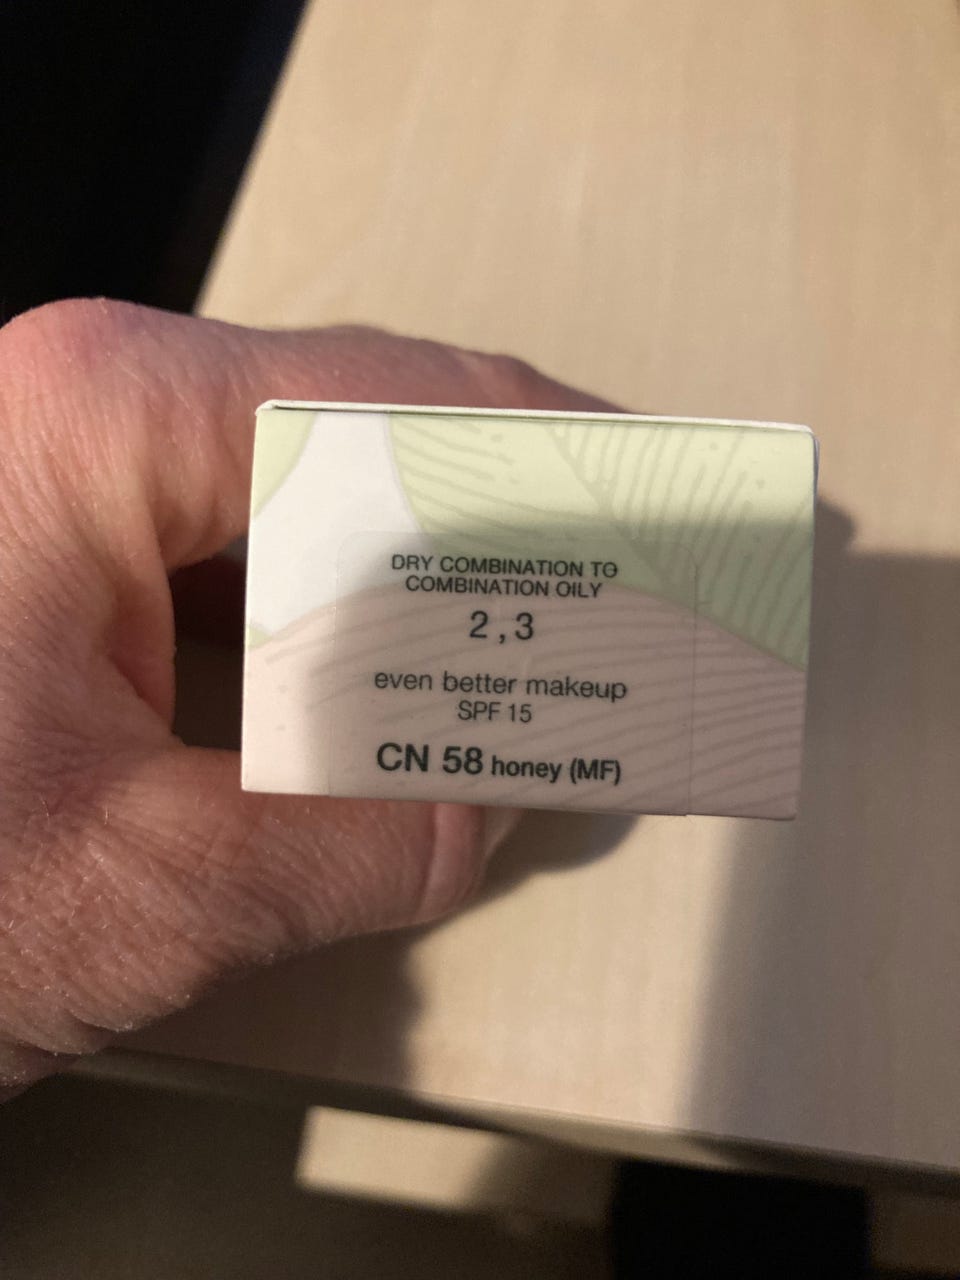 DRY COMBINATION TO
COMBINATION OILY
2 , 3
even better makeup
SPF 15
CN 58 honey (MF)